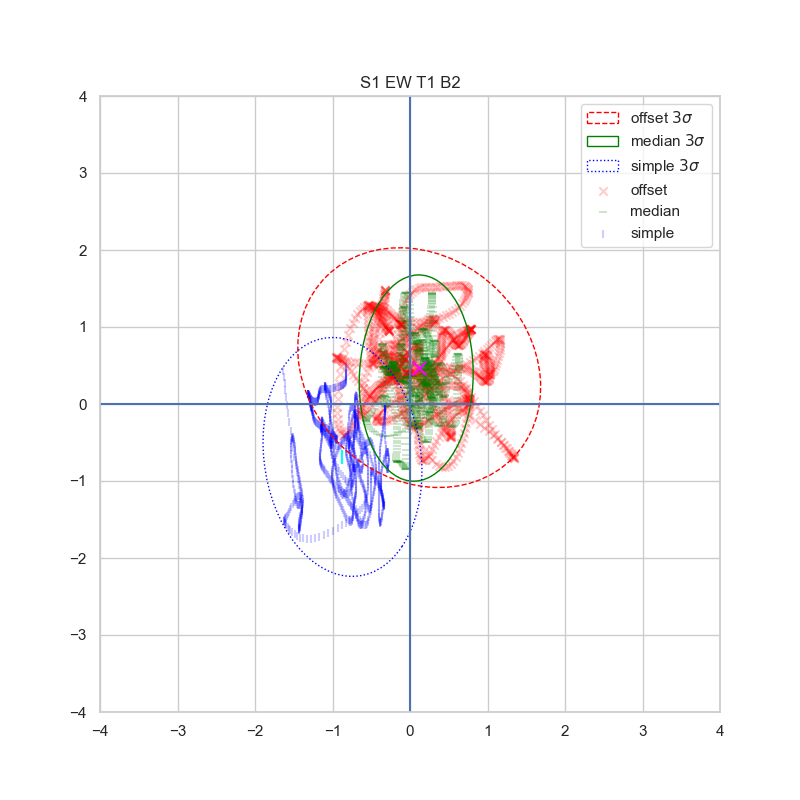 S1 EW T1 B2
4
3
2
1
0
−1
−2
−3
−4
−4
−3
−2
−1
0
1
2
3
4
offset 3σ
median 3σ
simple 3σ
offset
median
simple